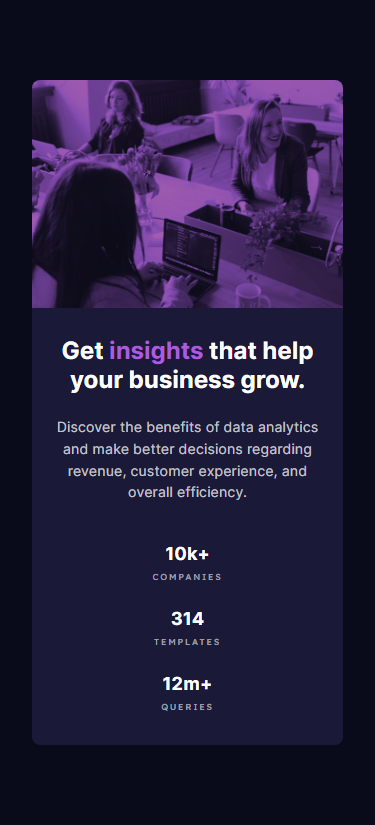 Get insights that help
your business grow.
Discover the benefits of data analytics
and make better decisions regarding
revenue, customer experience, and
overall efficiency.
10k+
COMPANIES
314
TEMPLATES
12m+
QUERIES